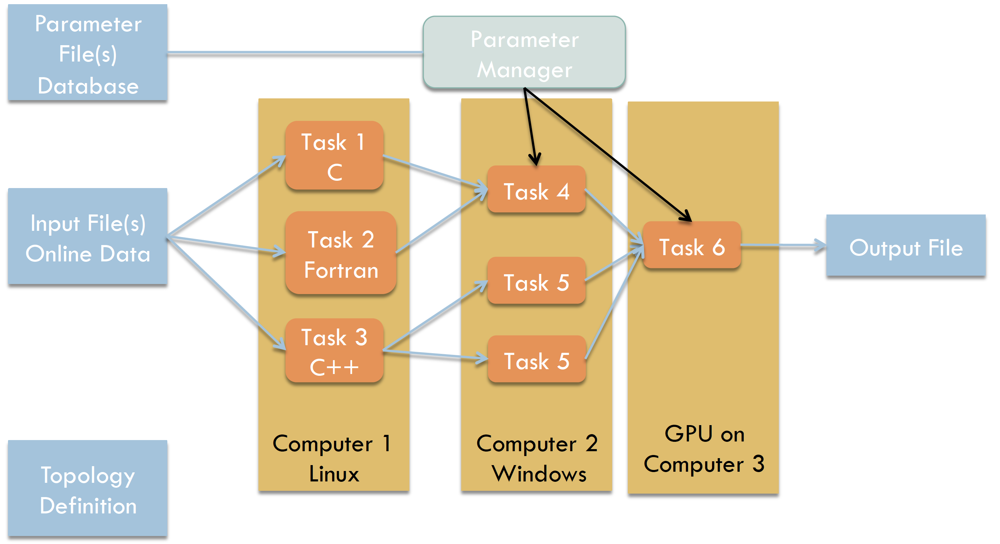 Parameter
File(s)
Database
Parameter
Manager
Task 1
C
Task 2
Fortran
Task 3
C++
Computer 1
Linux
Task 4
Task 5
Task 5
Computer 2
Windows
Task 6
GPU on
Computer 3
Input File(s)
Online Data
Output File
Topology
Definition